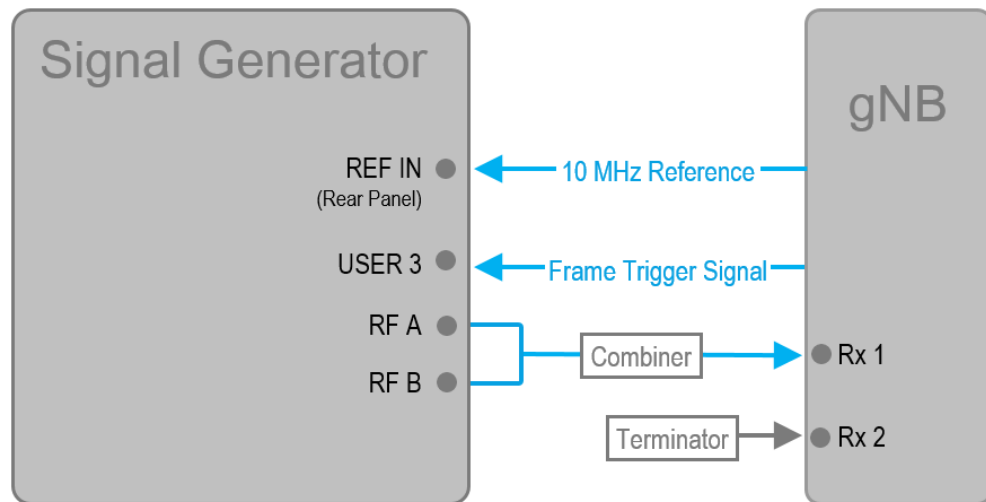 Signal Generator
gNB
REF IN
(Rear Panel)
10 MHz Reference
USER 3
Frame Trigger Signal
RF A
RF B
Combiner
Rx 1
Terminator
Rx 2